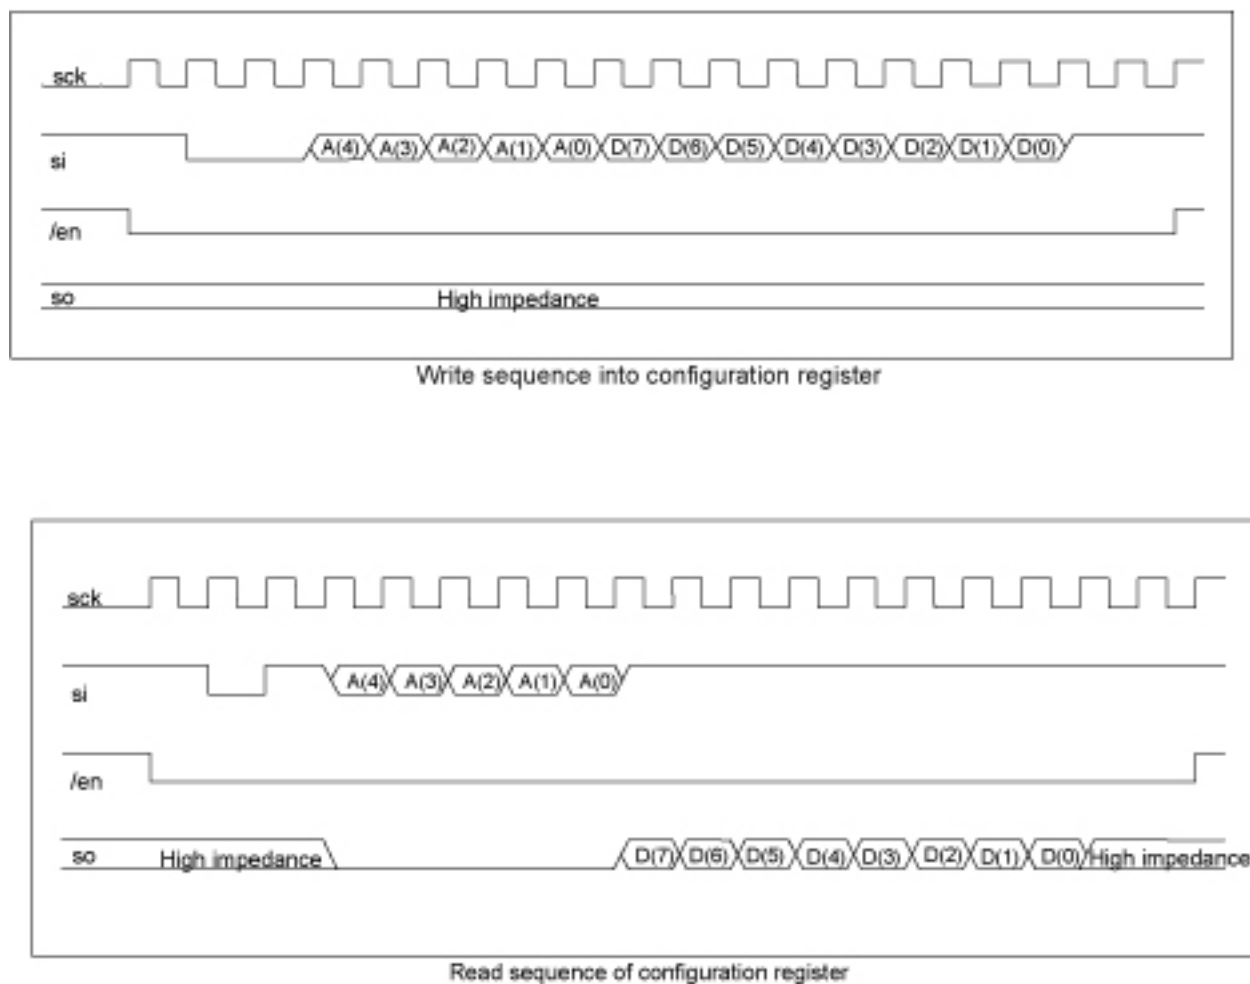 sck
si A(4) A(3) A(2) A(1) A(0) D(7) D(6) D(5) D(4) D(3) D(2) D(1) D(0)
/en
so High impedance
Write sequence into configuration register
sck
si A(4) A(3) A(2) A(1) A(0)
/en
so High impedance D(7) D(6) D(5) D(4) D(3) D(2) D(1) D(0) High impedance
Read sequence of configuration register